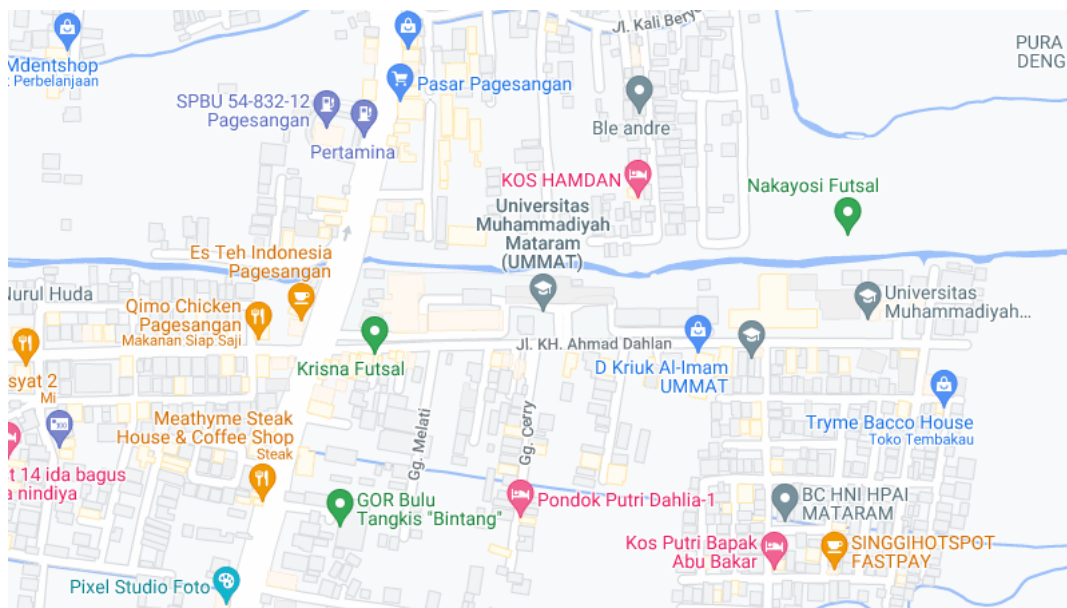 Jl. Kali Berye
Mdentshop
Perbelanjaan
PURA
DENG
Pasar Pagesangan
SPBU 54-832-12
Pagesangan
Pertamina
Ble andre
KOS HAMDAN
Nakayosi Futsal
Universitas
Muhammadiyah
Mataram
(UMMAT)
Es Teh Indonesia
Pagesangan
Nurul Huda
Qimo Chicken
Pagesangan
Makanan Siap Saji
Universitas
Muhammadiyah...
Jl. KH. Ahmad Dahlan
Krisna Futsal
D Kriuk Al-Imam
UMMAT
syat 2
Mi
Meathyme Steak
House & Coffee Shop
Steak
Tryme Bacco House
Toko Tembakau
Gg. Melati
Gg. Cerry
t 14 ida bagus
a nindiya
GOR Bulu
Tangkis "Bintang"
Pondok Putri Dahlia-1
BC HNI HPAI
MATARAM
Kos Putri Bapak
Abu Bakar
SINGGIHOTSPOT
FASTPAY
Pixel Studio Foto